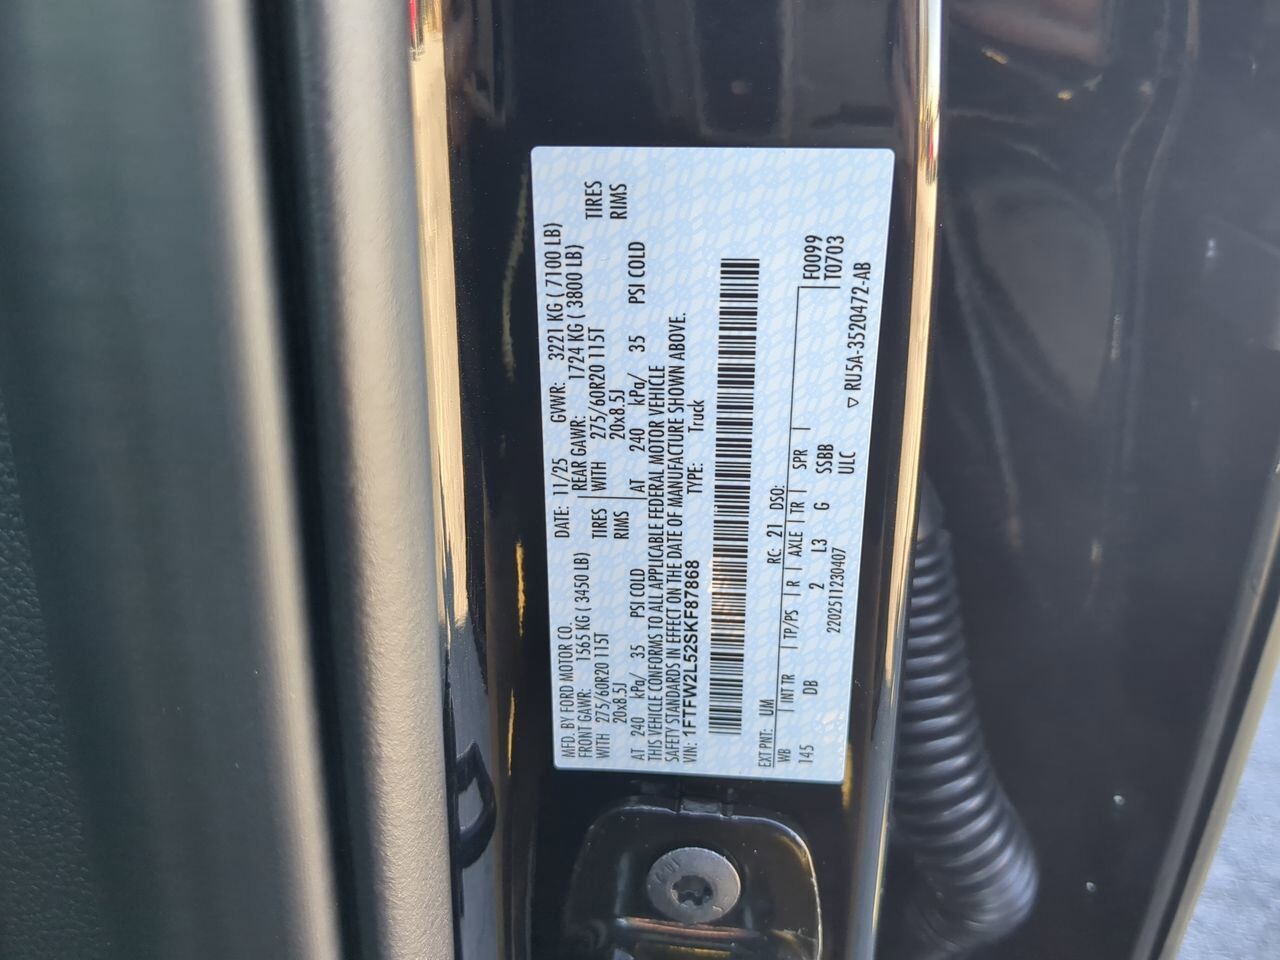 MFD. BY FORD MOTOR CO.
DATE: 11/25 GVWR: 3221 KG ( 7100 LB)
FRONT GAWR: 1565 KG ( 3450 LB) REAR GAWR: 1724 KG ( 3800 LB)
WITH 275/60R20 115T TIRES WITH 275/60R20 115T TIRES
20x8.5J RIMS 20x8.5J RIMS
AT 240 kPa/ 35 PSI COLD AT 240 kPa/ 35 PSI COLD
THIS VEHICLE CONFORMS TO ALL APPLICABLE FEDERAL MOTOR VEHICLE
SAFETY STANDARDS IN EFFECT ON THE DATE OF MANUFACTURE SHOWN ABOVE.
VIN: 1FTFW2L52SKF87868 TYPE: Truck
EXT PNT: UM RC: 21 DSO:
WB INT TR TP/PS R AXLE TR SPR F0099
145 DB 2 L3 G SSBB T0703
2202511230407 ULC ▽ RU5A-3520472-AB